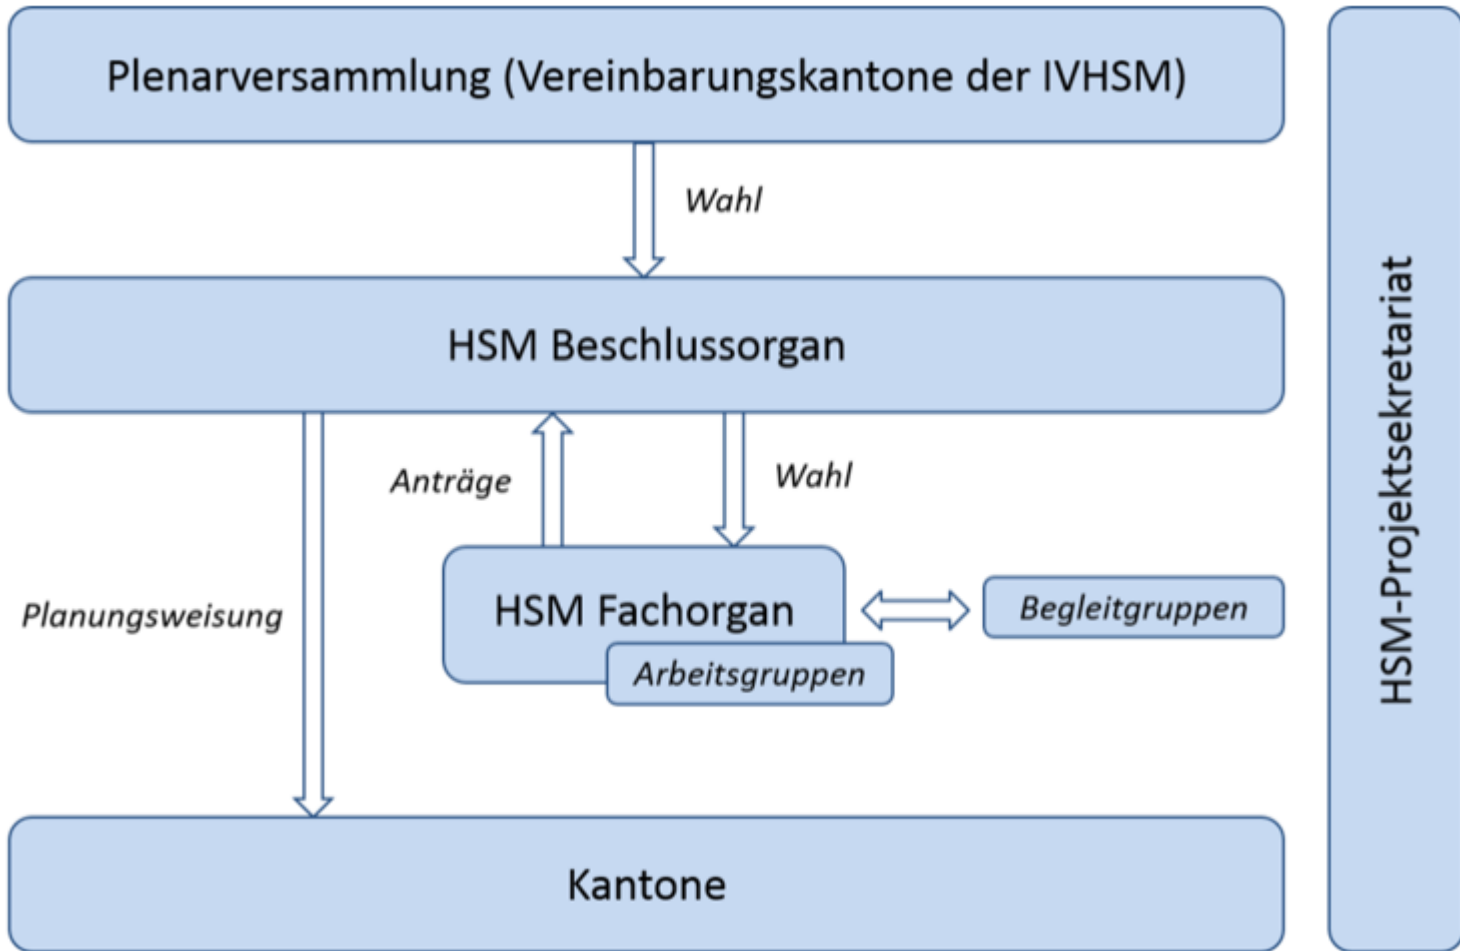 Plenarversammlung (Vereinbarungskantone der IVHSM)
Wahl
HSM Beschlussorgan
Anträge
Wahl
Planungsweisung
HSM Fachorgan
Begleitgruppen
Arbeitsgruppen
Kantone
HSM-Projektsekretariat